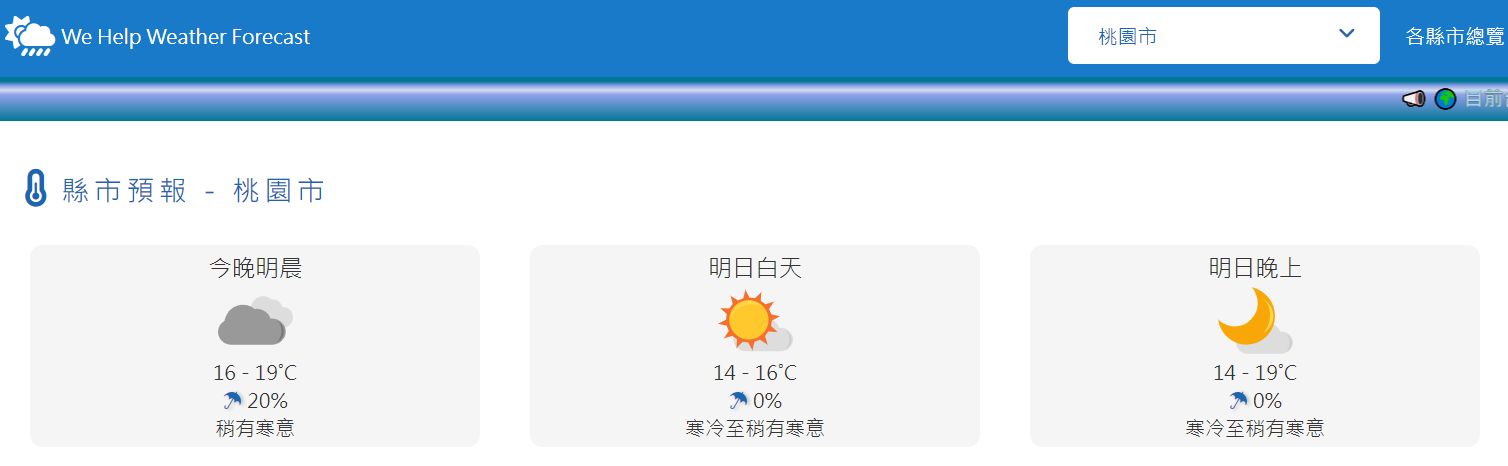 We Help Weather Forecast
桃園市
各縣市總覽
目前
縣市預報 - 桃園市
今晚明晨
16 - 19°C
20%
稍有寒意
明日白天
14 - 16°C
0%
寒冷至稍有寒意
明日晚上
14 - 19°C
0%
寒冷至稍有寒意